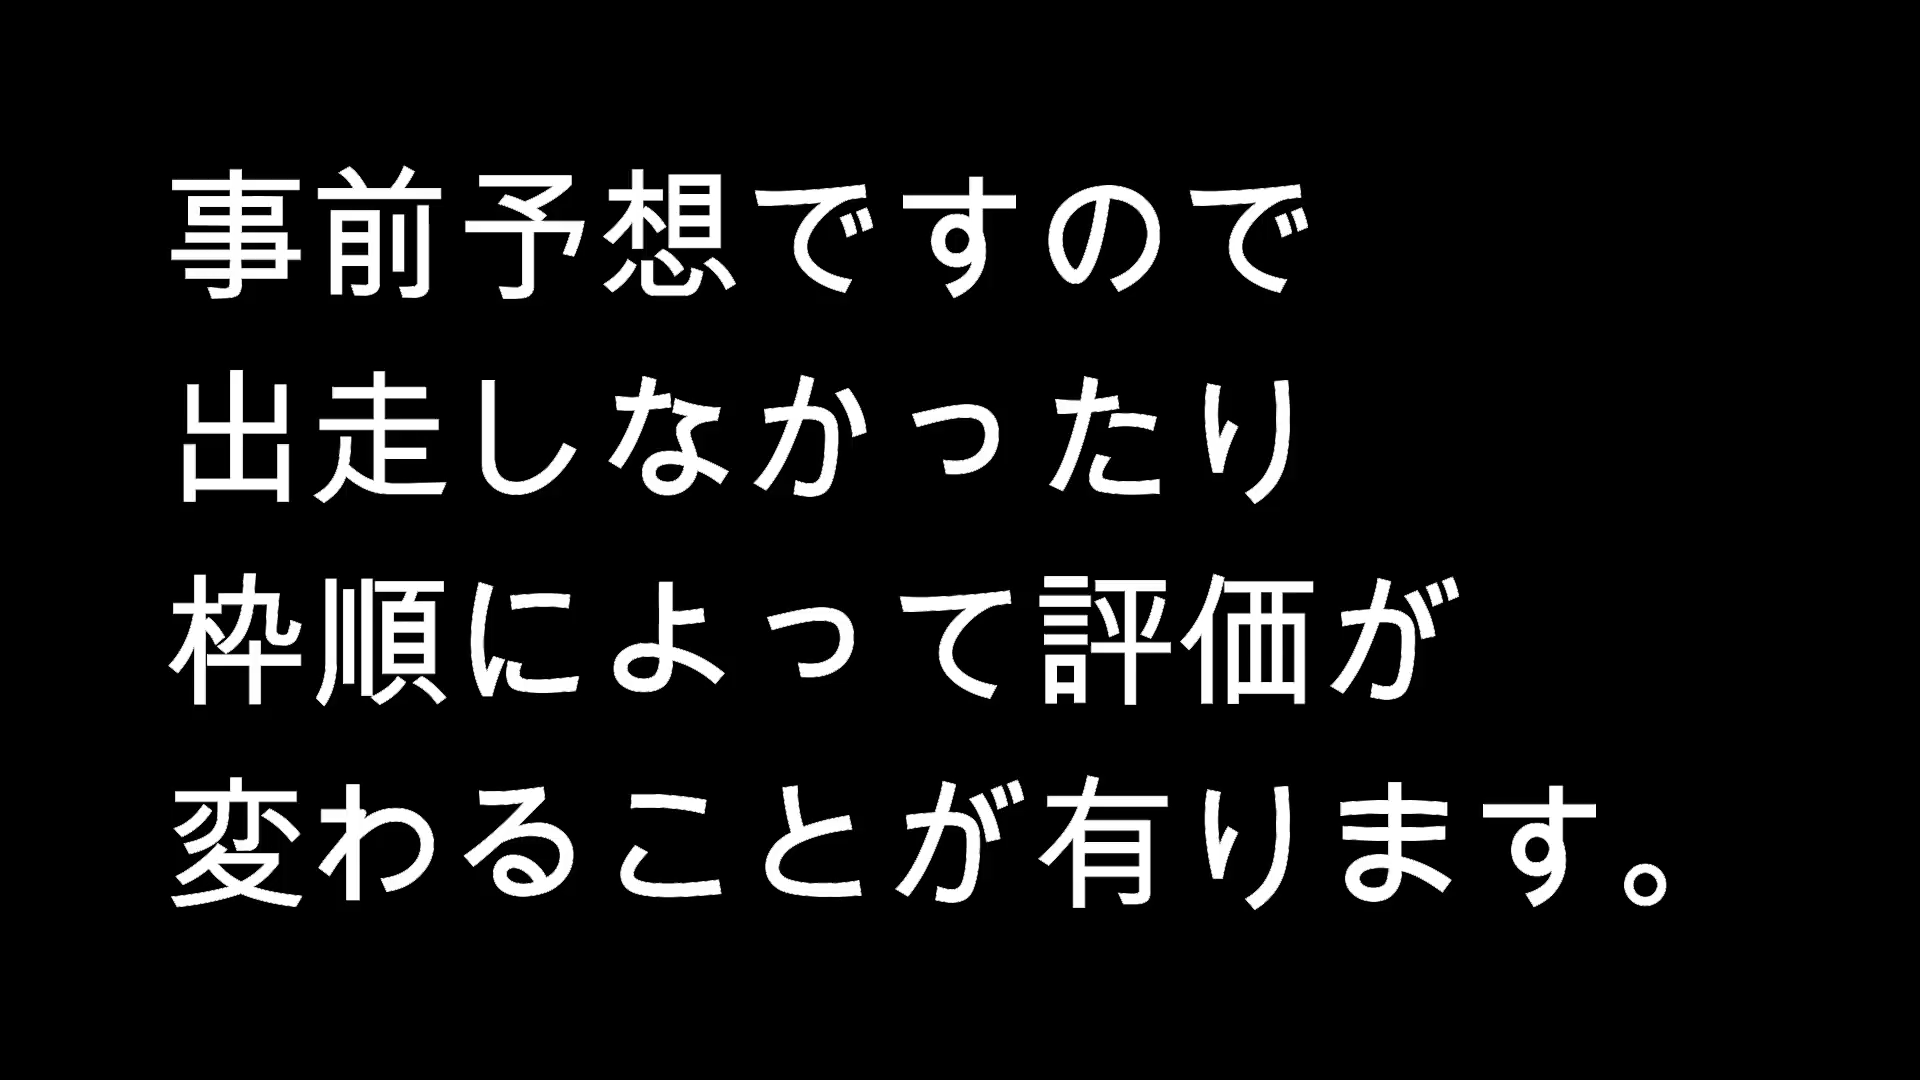 事前予想ですので
出走しなかったり
枠順によって評価が
変わることが有ります。